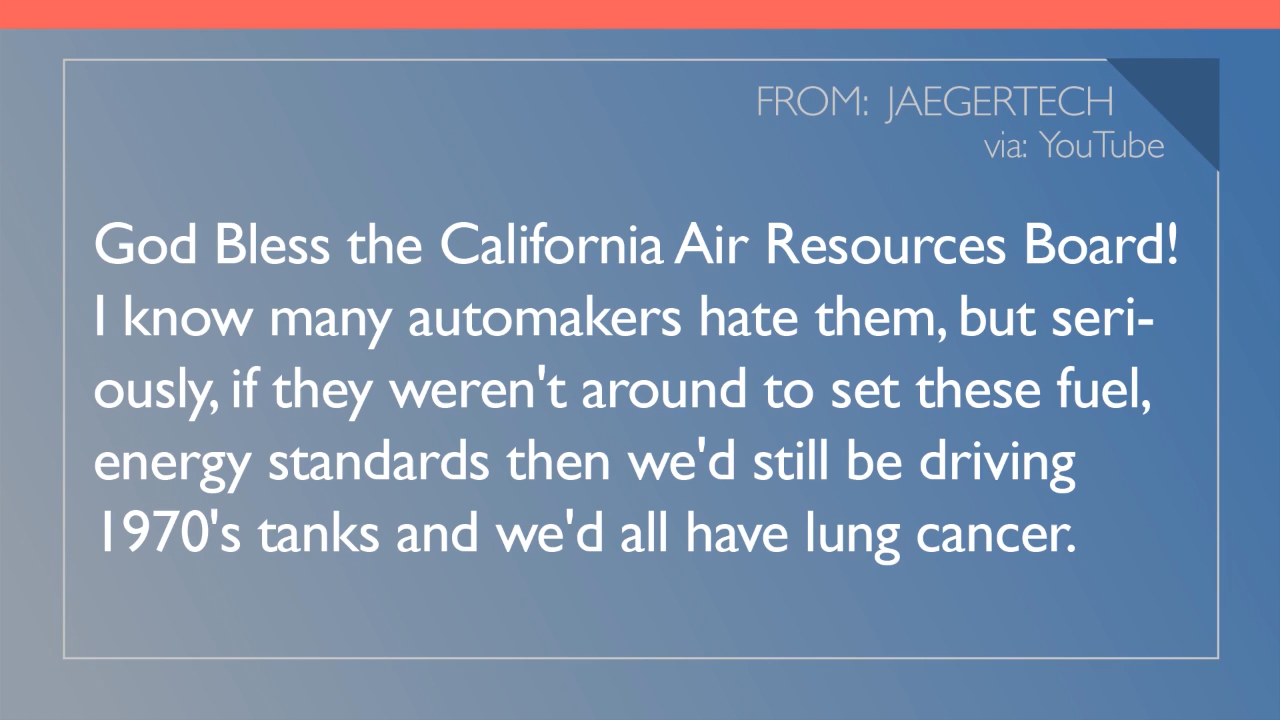 FROM: JAEGERTECH
via: YouTube
God Bless the California Air Resources Board!
I know many automakers hate them, but seri-
ously, if they weren't around to set these fuel,
energy standards then we'd still be driving
1970's tanks and we'd all have lung cancer.